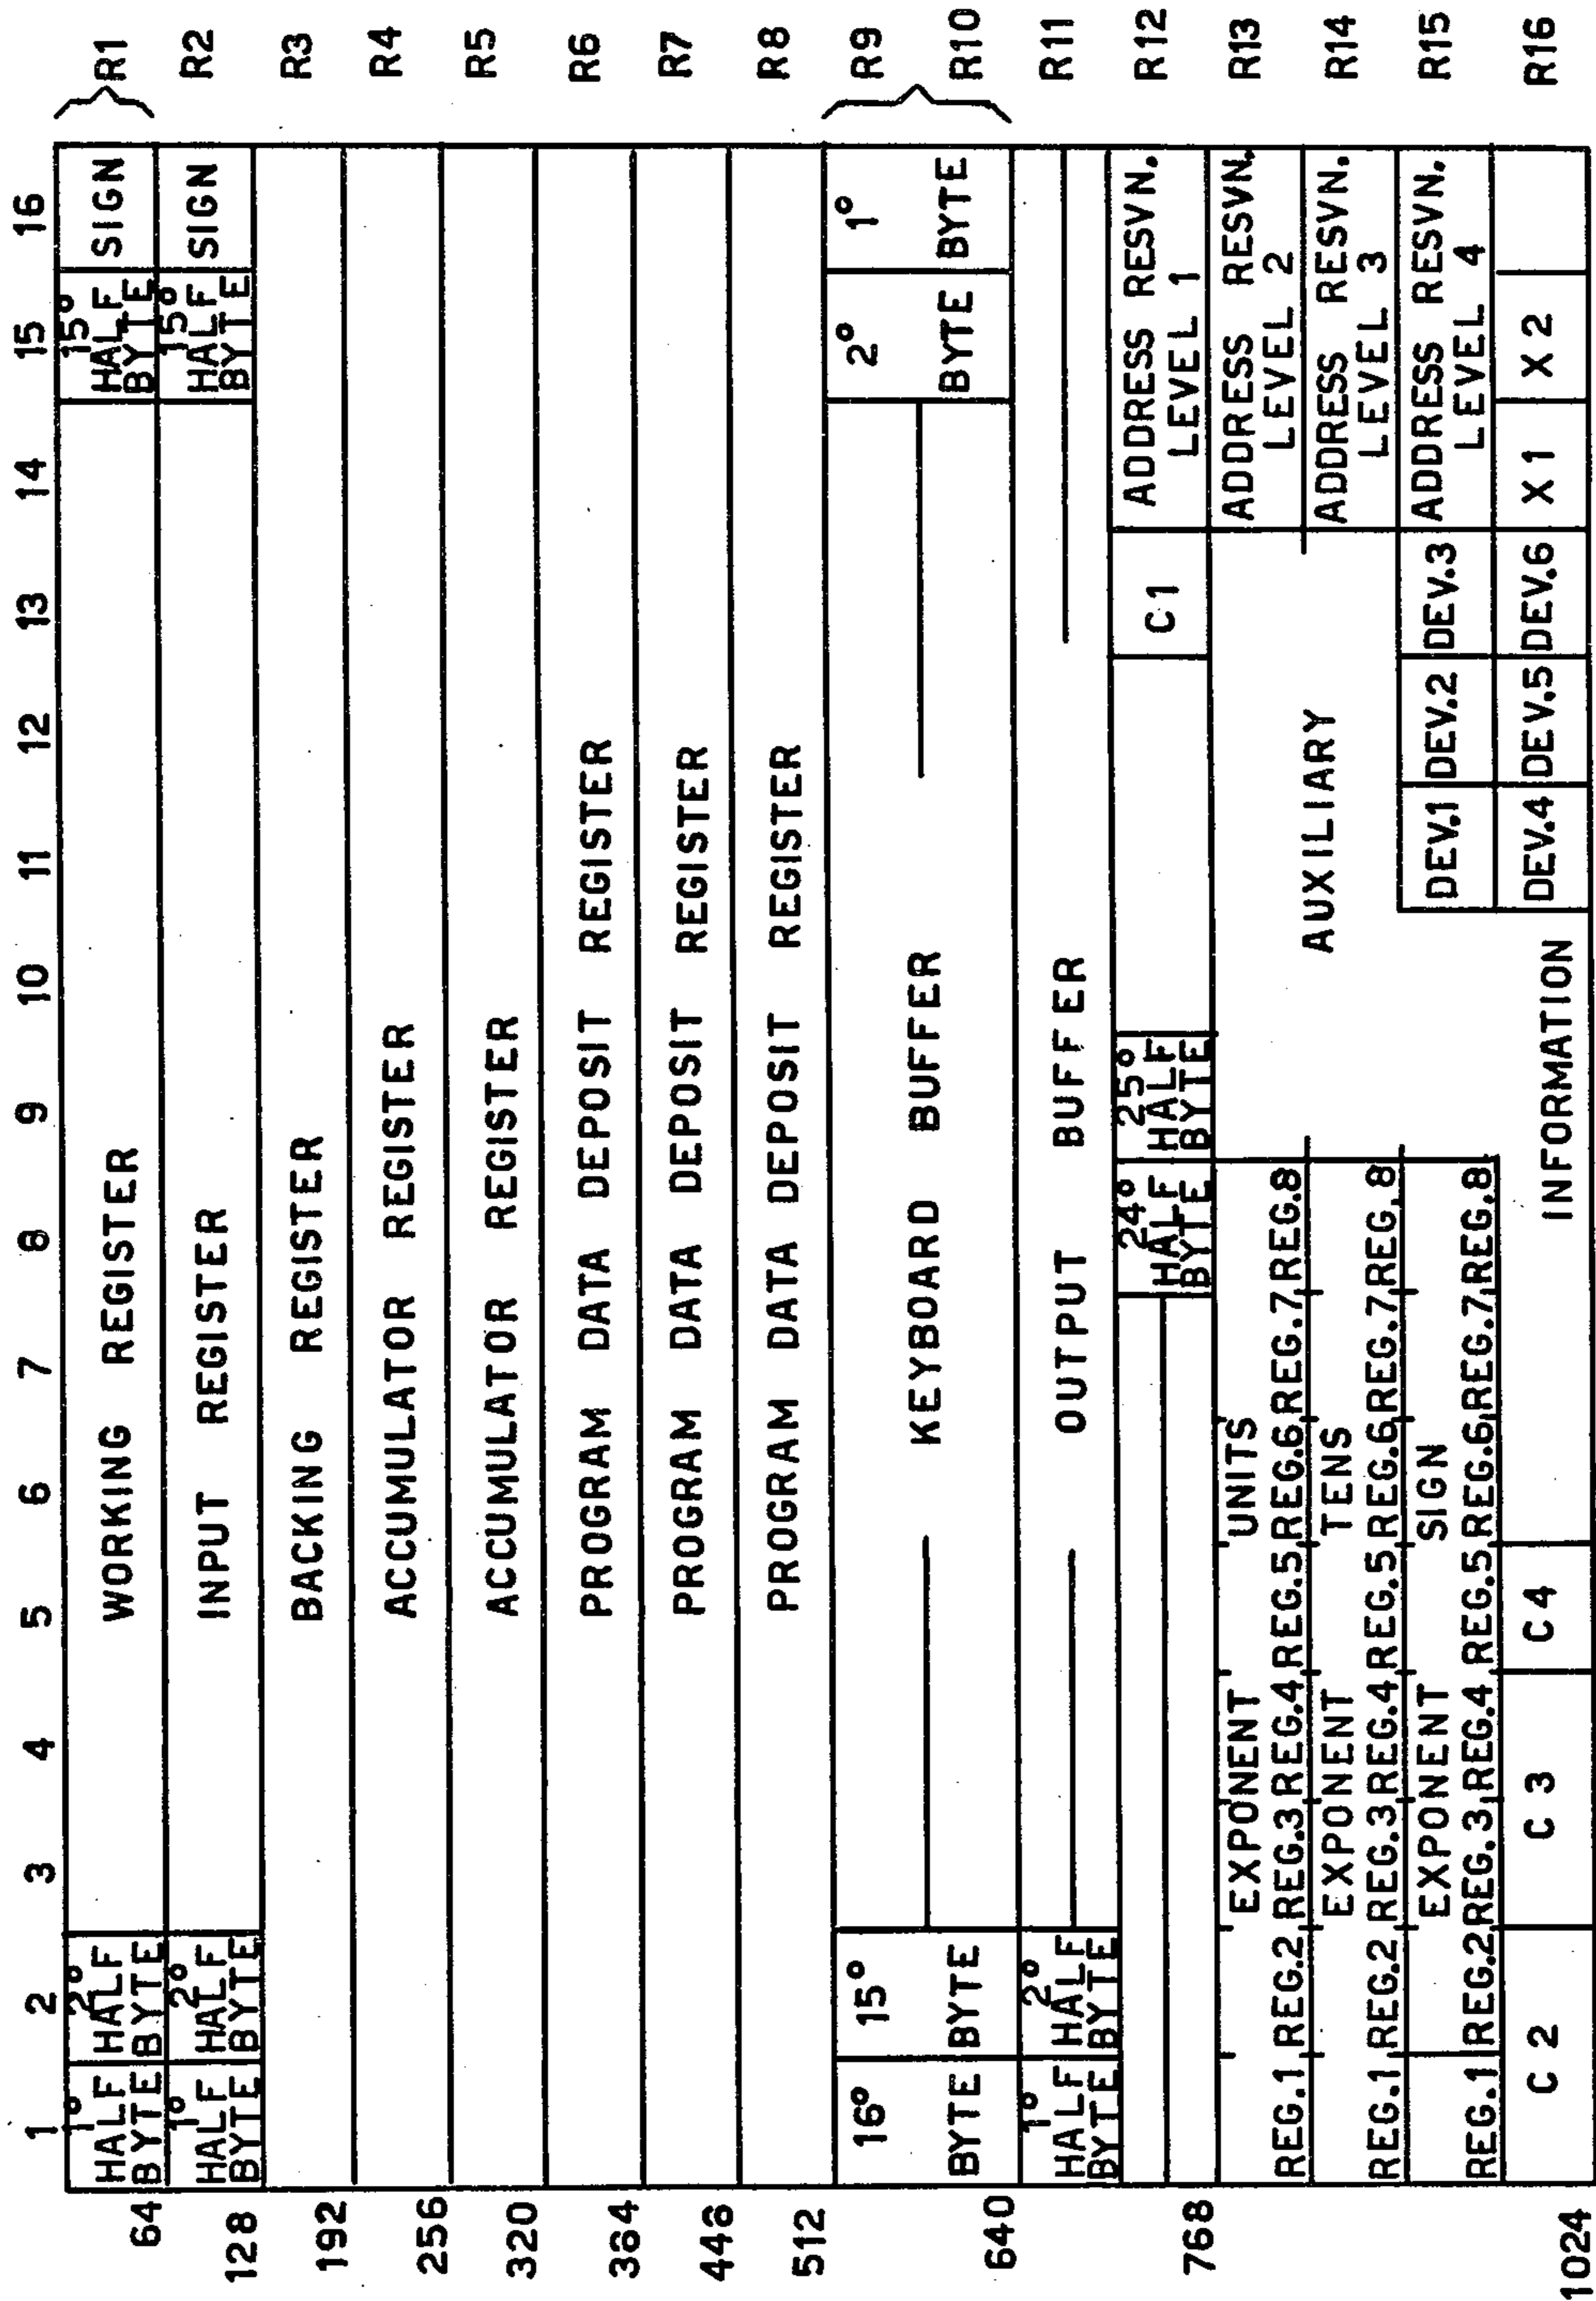 1 2 3 4 5 6 7 8 9 10 11 12 13 14 15 16
1° HALF BYTE 2° HALF BYTE WORKING REGISTER 15° HALF BYTE SIGN R1
64
1° HALF BYTE 2° HALF BYTE INPUT REGISTER 15° HALF BYTE SIGN R2
128
BACKING REGISTER R3
192
ACCUMULATOR REGISTER R4
256
ACCUMULATOR REGISTER R5
320
PROGRAM DATA DEPOSIT REGISTER R6
384
PROGRAM DATA DEPOSIT REGISTER R7
448
PROGRAM DATA DEPOSIT REGISTER R8
512
16° 15° 2° 1° R9
KEYBOARD BUFFER
BYTE BYTE BYTE BYTE R10
640
1° HALF BYTE 2° HALF BYTE OUTPUT BUFFER R11
24° HALF BYTE 25° HALF BYTE C1 ADDRESS RESVN. LEVEL 1 R12
768
EXPONENT UNITS ADDRESS RESVN. LEVEL 2 R13
REG.1 REG.2 REG.3 REG.4 REG.5 REG.6 REG.7 REG.8
AUXILIARY
EXPONENT TENS ADDRESS RESVN. LEVEL 3 R14
REG.1 REG.2 REG.3 REG.4 REG.5 REG.6 REG.7 REG.8
EXPONENT SIGN DEV.1 DEV.2 DEV.3 ADDRESS RESVN. LEVEL 4 R15
REG.1 REG.2 REG.3 REG.4 REG.5 REG.6 REG.7 REG.8
C2 C3 C4 INFORMATION DEV.4 DEV.5 DEV.6 X1 X2 R16
1024